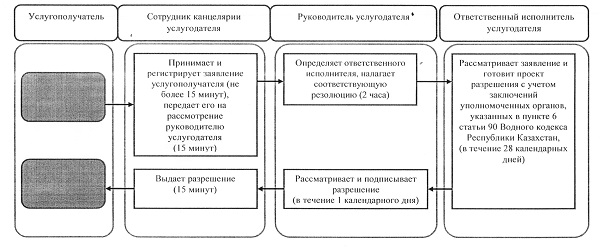 Услугополучатель
Сотрудник канцелярии
услугодателя
Руководитель услугодателя
Ответственный исполнитель
услугодателя
Принимает и
регистрирует заявление
услугополучателя (не
более 15 минут),
передает его на
рассмотрение
руководителю
услугодателя
(15 минут)
Определяет ответственного
исполнителя, налагает
соответствующую
резолюцию (2 часа)
Рассматривает заявление и
готовит проект
разрешения с учетом
заключений
уполномоченных органов,
указанных в пункте 6
статьи 90 Водного кодекса
Республики Казахстан,
(в течение 28 календарных
дней)
Выдает разрешение
(15 минут)
Рассматривает и подписывает
разрешение
(в течение 1 календарного дня)